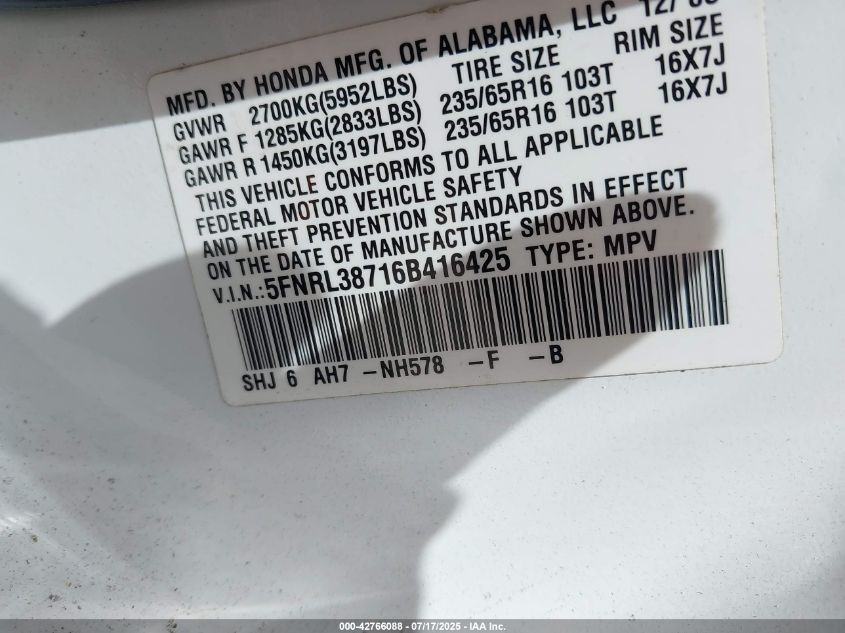 MFD. BY HONDA MFG. OF ALABAMA, LLC
TIRE SIZE RIM SIZE
GVWR 2700KG(5952LBS)
GAWR F 1285KG(2833LBS) 235/65R16 103T 16X7J
GAWR R 1450KG(3197LBS) 235/65R16 103T 16X7J
THIS VEHICLE CONFORMS TO ALL APPLICABLE
FEDERAL MOTOR VEHICLE SAFETY
AND THEFT PREVENTION STANDARDS IN EFFECT
ON THE DATE OF MANUFACTURE SHOWN ABOVE.
V.I.N.:5FNRL38716B416425 TYPE: MPV
SHJ 6 AH7 -NH578 -F -B
000-42766088 - 07/17/2025 - IAA Inc.